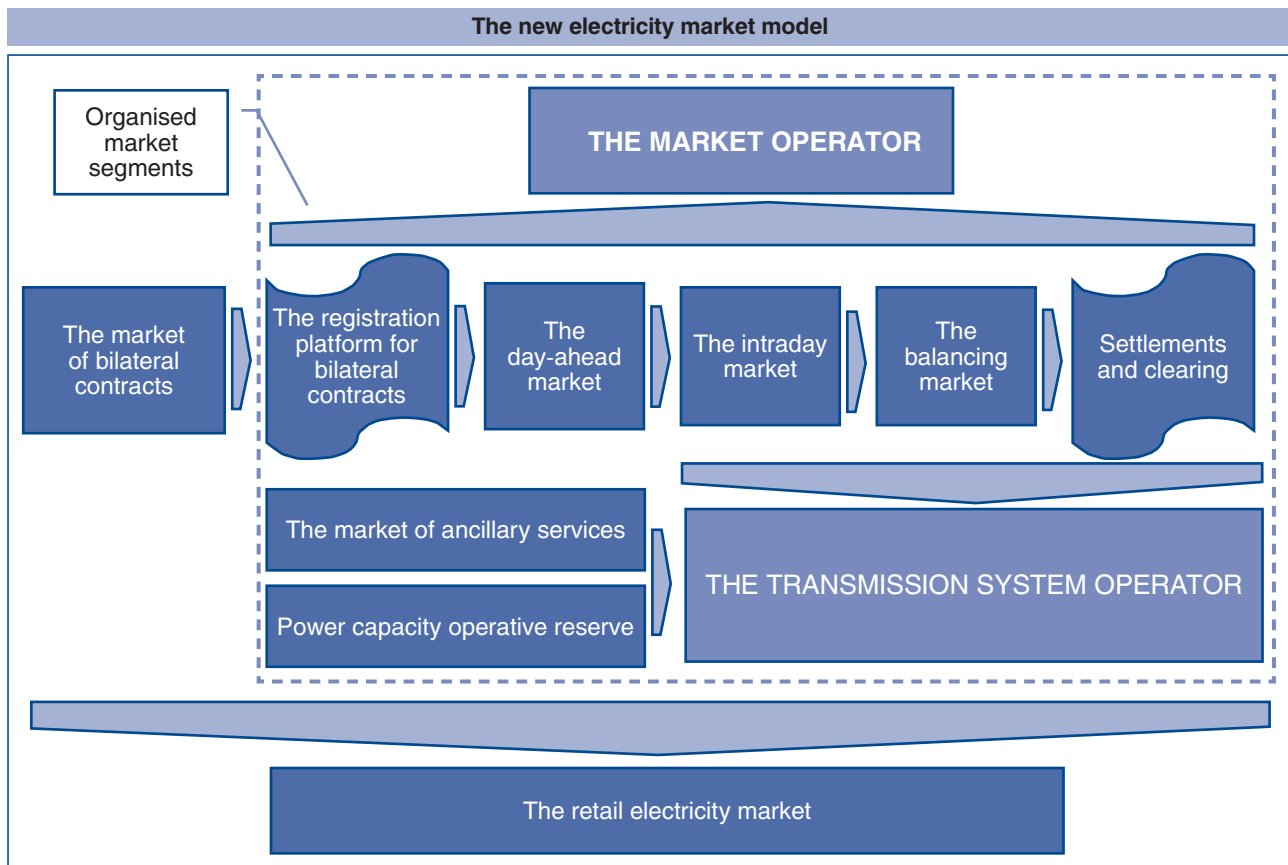 The new electricity market model
Organised
market
segments
THE MARKET OPERATOR
The market
of bilateral
contracts
The registration
platform for
bilateral
contracts
The
day-ahead
market
The intraday
market
The
balancing
market
Settlements
and clearing
The market of ancillary services
Power capacity operative reserve
THE TRANSMISSION SYSTEM OPERATOR
The retail electricity market